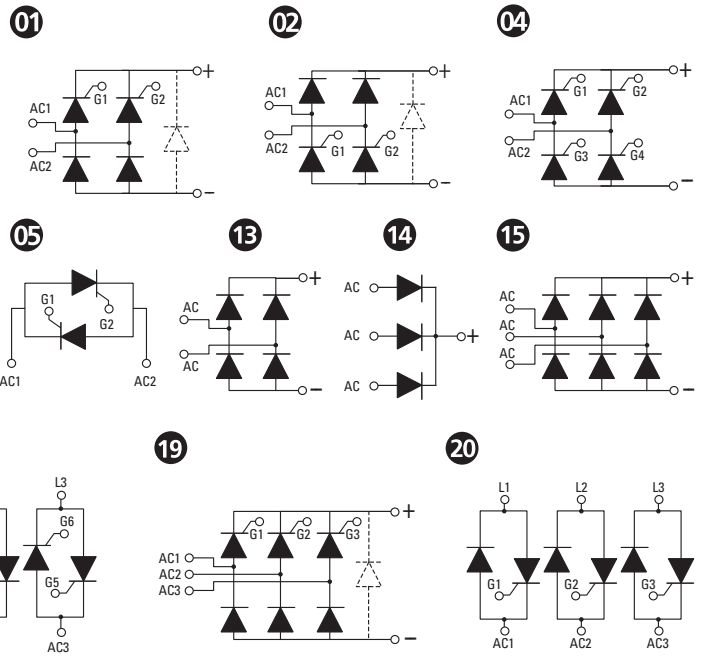 01
02
04
AC1
AC2
G1
G2
+
−
AC1
AC2
G1
G2
+
−
AC1
AC2
G1
G2
G3
G4
+
−
05
13
14
15
G1
G2
AC1
AC2
AC
AC
+
−
AC
AC
AC
+
AC
AC
AC
+
−
19
20
L3
G6
G5
AC3
AC1
AC2
AC3
G1
G2
G3
+
−
L1
L2
L3
G1
G2
G3
AC1
AC2
AC3